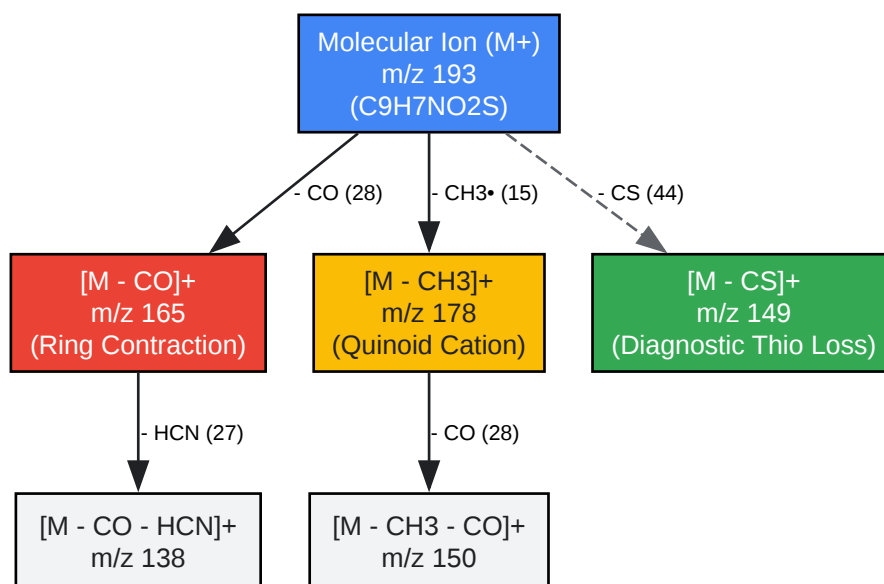 Molecular Ion (M+)
m/z 193
(C9H7NO2S)
- CO (28)
- CH3• (15)
- CS (44)
[M - CO]+
m/z 165
(Ring Contraction)
[M - CH3]+
m/z 178
(Quinoid Cation)
[M - CS]+
m/z 149
(Diagnostic Thio Loss)
- HCN (27)
- CO (28)
[M - CO - HCN]+
m/z 138
[M - CH3 - CO]+
m/z 150